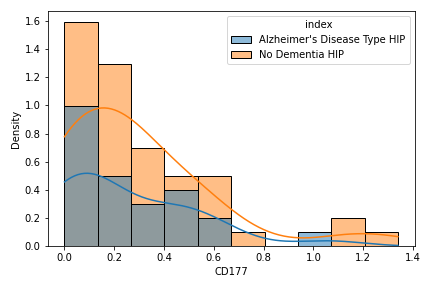 index
Alzheimer's Disease Type HIP
No Dementia HIP
Density
1.6
1.4
1.2
1.0
0.8
0.6
0.4
0.2
0.0
0.0 0.2 0.4 0.6 0.8 1.0 1.2 1.4
CD177